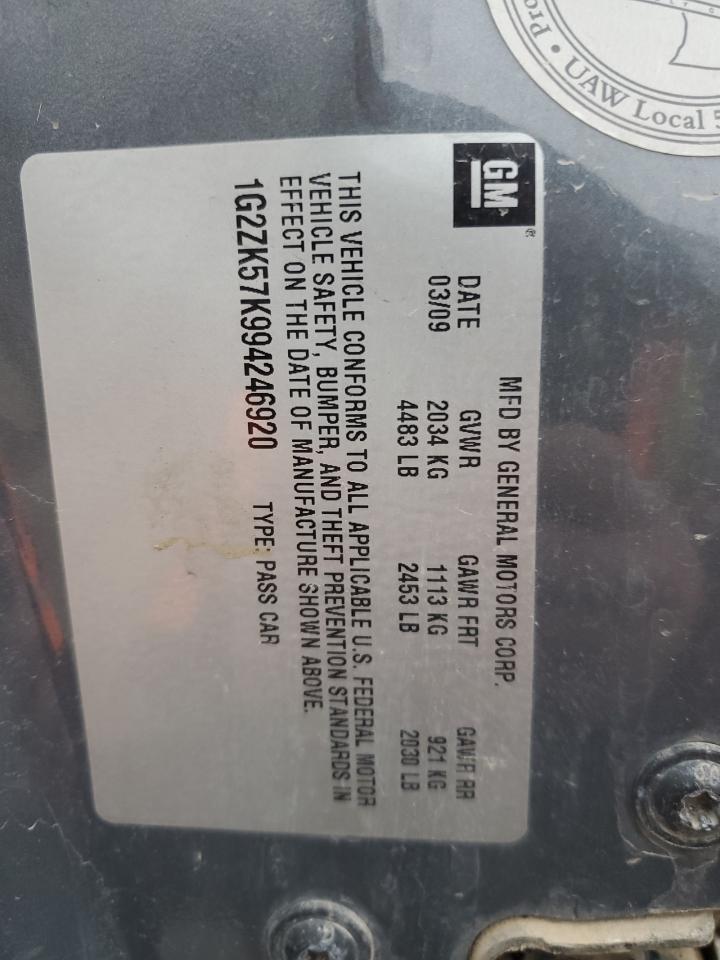 Pro
• UAW Local 5
GM
MFD BY GENERAL MOTORS CORP.
DATE GVWR GAWR FRT GAWR RR
03/09 2034 KG 1113 KG 921 KG
4483 LB 2453 LB 2030 LB
THIS VEHICLE CONFORMS TO ALL APPLICABLE U.S. FEDERAL MOTOR
VEHICLE SAFETY, BUMPER, AND THEFT PREVENTION STANDARDS IN
EFFECT ON THE DATE OF MANUFACTURE SHOWN ABOVE.
1G2ZK57K994246920 TYPE: PASS CAR